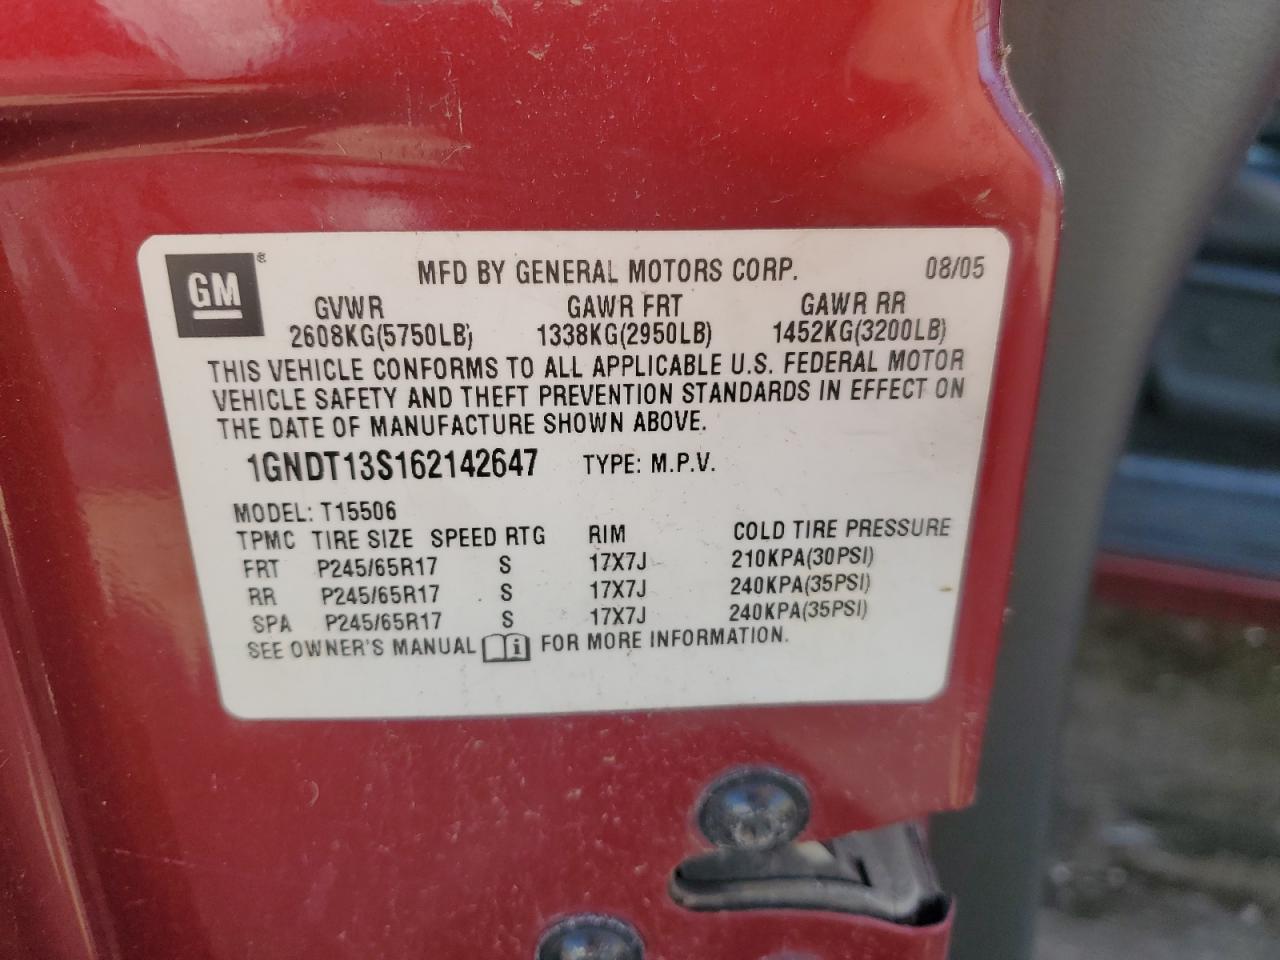 GM®
MFD BY GENERAL MOTORS CORP. 08/05
GVWR GAWR FRT GAWR RR
2608KG(5750LB) 1338KG(2950LB) 1452KG(3200LB)
THIS VEHICLE CONFORMS TO ALL APPLICABLE U.S. FEDERAL MOTOR
VEHICLE SAFETY AND THEFT PREVENTION STANDARDS IN EFFECT ON
THE DATE OF MANUFACTURE SHOWN ABOVE.
1GNDT13S162142647 TYPE: M.P.V.
MODEL: T15506
TPMC TIRE SIZE SPEED RTG RIM COLD TIRE PRESSURE
FRT P245/65R17 S 17X7J 210KPA(30PSI)
RR P245/65R17 S 17X7J 240KPA(35PSI)
SPA P245/65R17 S 17X7J 240KPA(35PSI)
SEE OWNER'S MANUAL i FOR MORE INFORMATION.